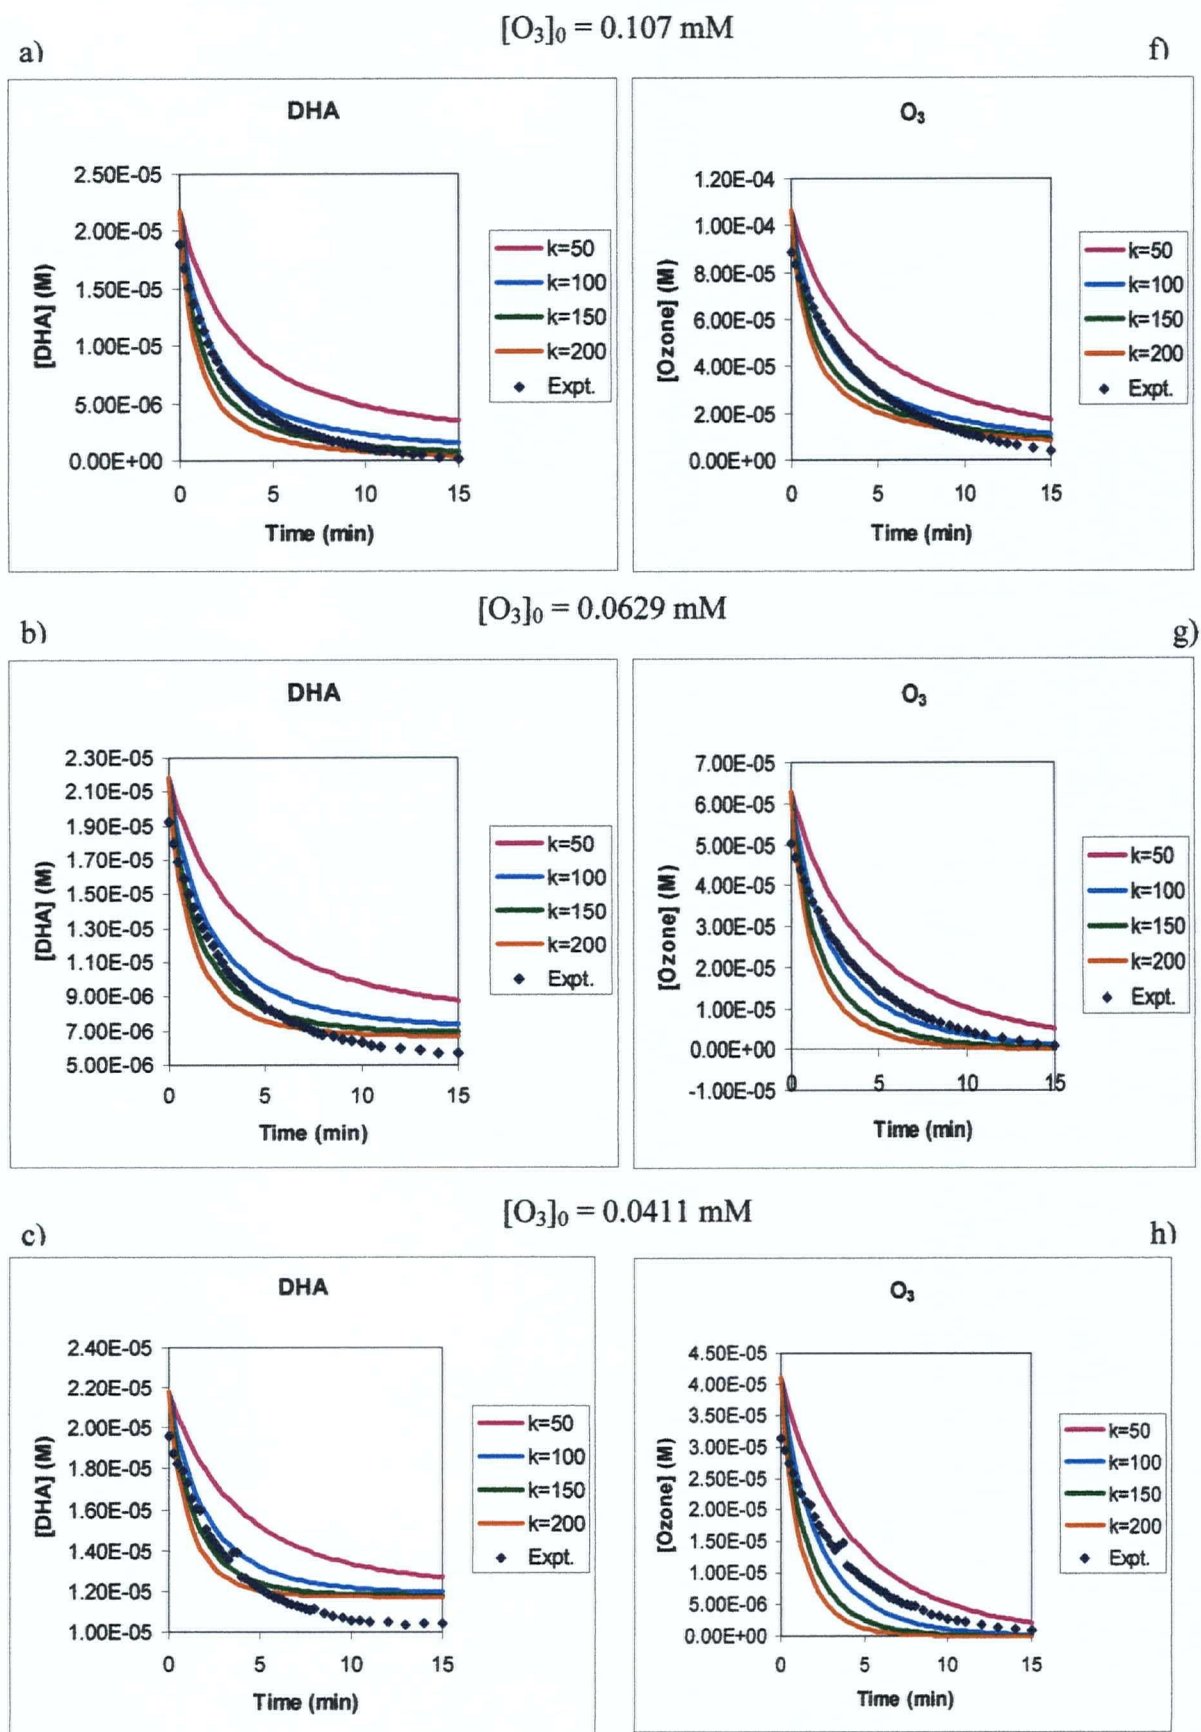 [O₃]₀ = 0.107 mM
a)
f)
DHA
2.50E-05
2.00E-05
1.50E-05
1.00E-05
5.00E-06
0.00E+00
[DHA] (M)
0 5 10 15
Time (min)
k=50
k=100
k=150
k=200
Expt.
O₃
1.20E-04
1.00E-04
8.00E-05
6.00E-05
4.00E-05
2.00E-05
0.00E+00
[Ozone] (M)
0 5 10 15
Time (min)
k=50
k=100
k=150
k=200
Expt.
[O₃]₀ = 0.0629 mM
b)
g)
DHA
2.30E-05
2.10E-05
1.90E-05
1.70E-05
1.50E-05
1.30E-05
1.10E-05
9.00E-06
7.00E-06
5.00E-06
[DHA] (M)
0 5 10 15
Time (min)
k=50
k=100
k=150
k=200
Expt.
O₃
7.00E-05
6.00E-05
5.00E-05
4.00E-05
3.00E-05
2.00E-05
1.00E-05
0.00E+00
-1.00E-05
[Ozone] (M)
0 5 10 15
Time (min)
k=50
k=100
k=150
k=200
Expt.
[O₃]₀ = 0.0411 mM
c)
h)
DHA
2.40E-05
2.20E-05
2.00E-05
1.80E-05
1.60E-05
1.40E-05
1.20E-05
1.00E-05
[DHA] (M)
0 5 10 15
Time (min)
k=50
k=100
k=150
k=200
Expt.
O₃
4.50E-05
4.00E-05
3.50E-05
3.00E-05
2.50E-05
2.00E-05
1.50E-05
1.00E-05
5.00E-06
0.00E+00
[Ozone] (M)
0 5 10 15
Time (min)
k=50
k=100
k=150
k=200
Expt.